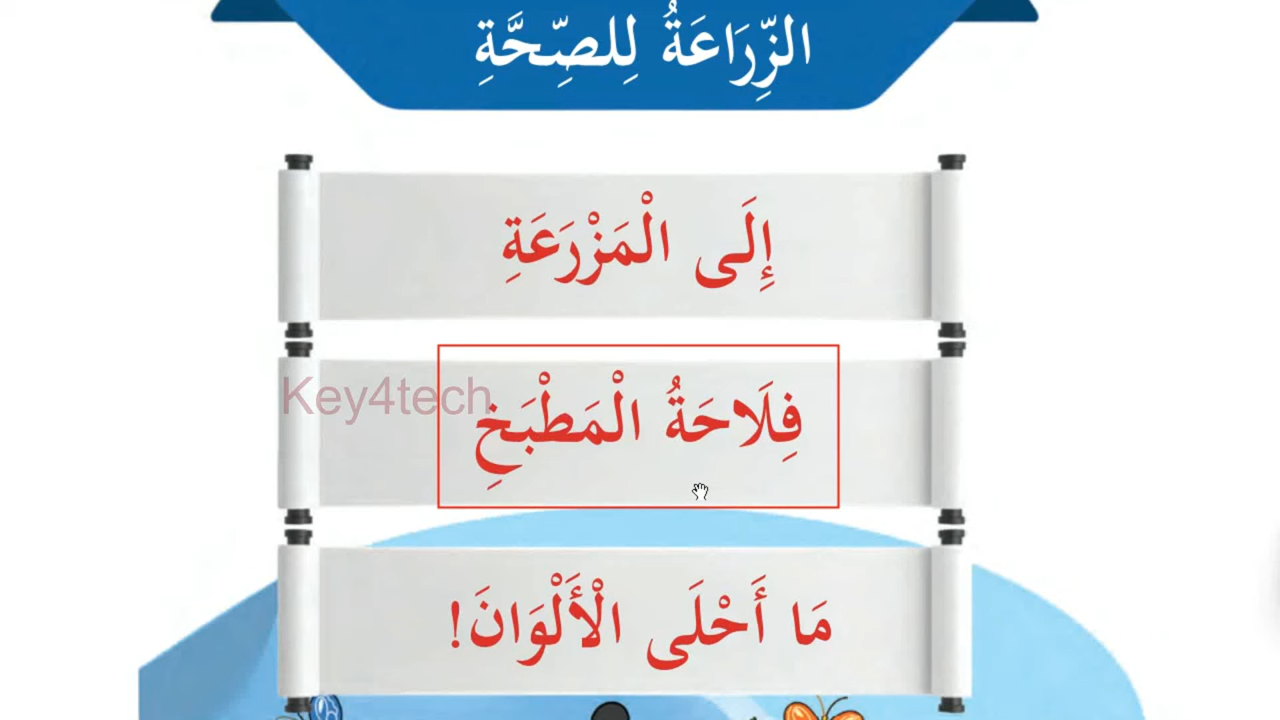 الزِّرَاعَةُ لِلصِّحَّةِ
إِلَى الْمَزْرَعَةِ
فِلَاحَةُ الْمَطْبَخِ
Key4tech
مَا أَحْلَى الْأَلْوَانَ!